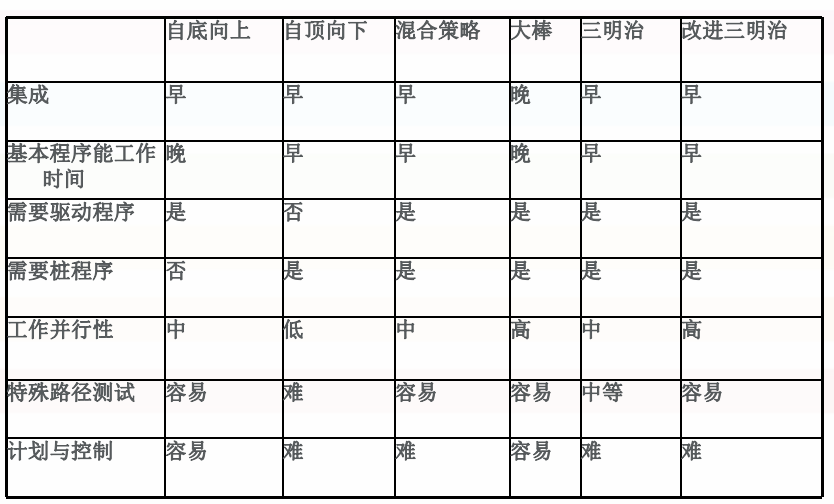 自底向上 自顶向下 混合策略 大棒 三明治 改进三明治
集成 早 早 早 晚 早 早
基本程序能工作 晚 早 早 晚 早 早
时间
需要驱动程序 是 否 是 是 是 是
需要桩程序 否 是 是 是 是 是
工作并行性 中 低 中 高 中 高
特殊路径测试 容易 难 容易 容易 中等 容易
计划与控制 容易 难 难 容易 难 难